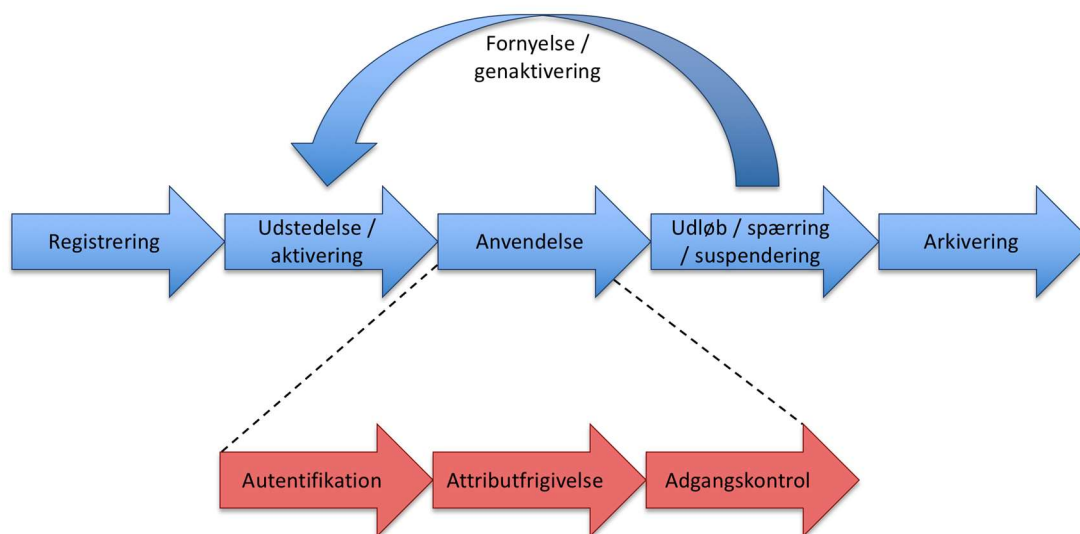 Fornyelse /
genaktivering
Registrering
Udstedelse /
aktivering
Anvendelse
Udløb / spærring
/ suspendering
Arkivering
Autentifikation
Attributfrigivelse
Adgangskontrol